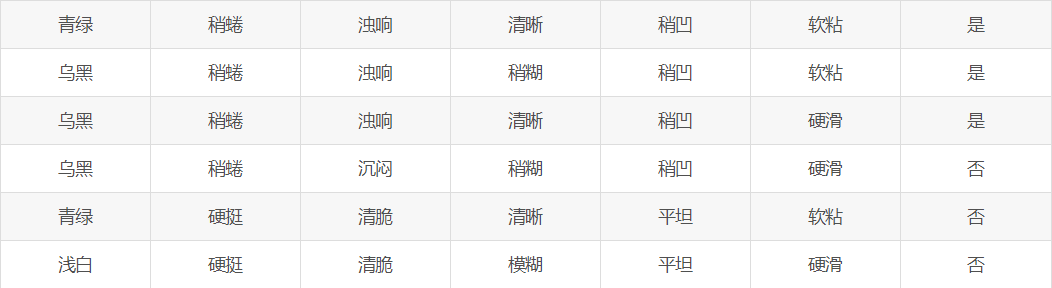 青绿 稍蜷 浊响 清晰 稍凹 软粘 是
乌黑 稍蜷 浊响 稍糊 稍凹 软粘 是
乌黑 稍蜷 浊响 清晰 稍凹 硬滑 是
乌黑 稍蜷 沉闷 稍糊 稍凹 硬滑 否
青绿 硬挺 清脆 清晰 平坦 软粘 否
浅白 硬挺 清脆 模糊 平坦 硬滑 否